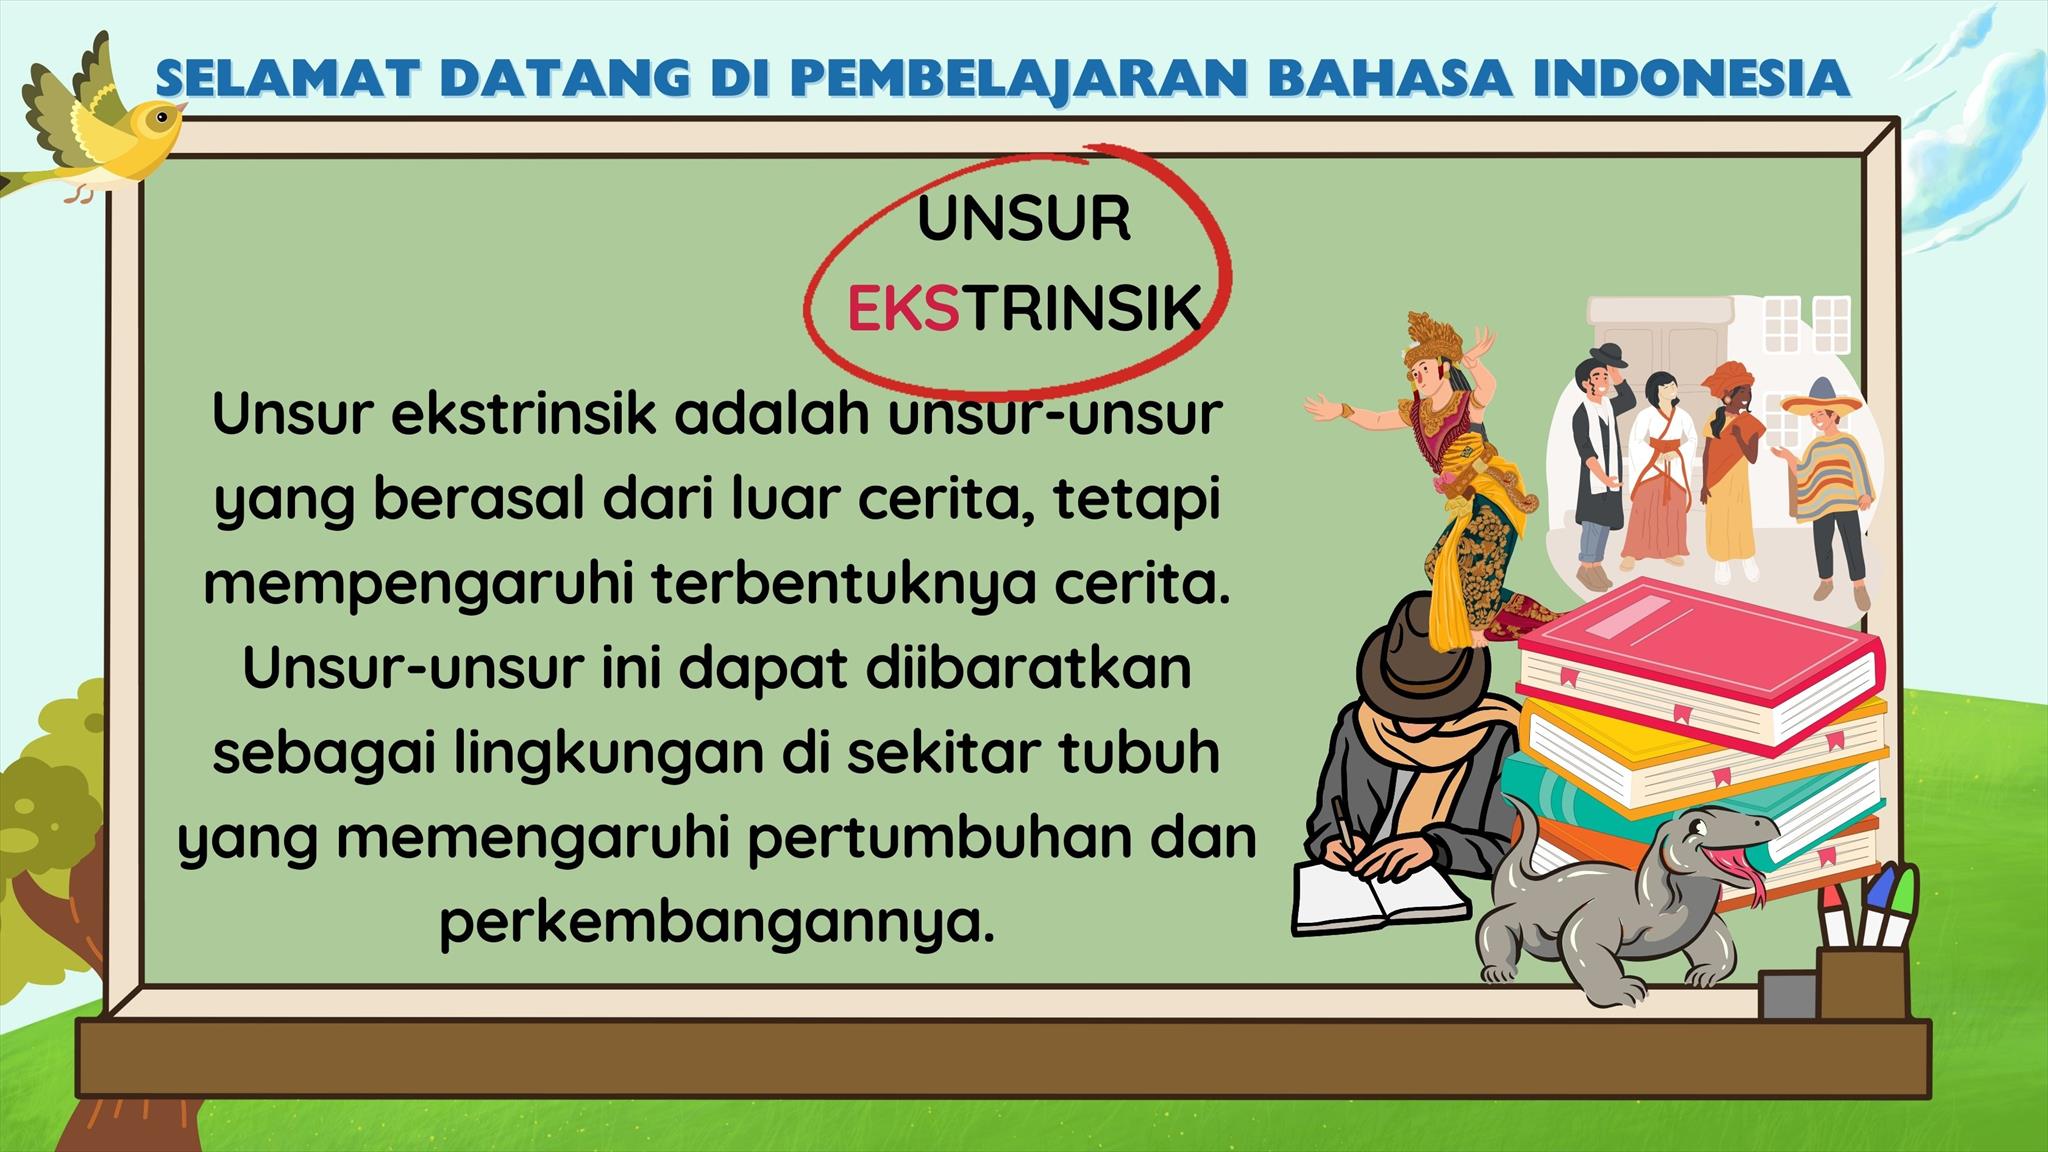 SELAMAT DATANG DI PEMBELAJARAN BAHASA INDONESIA
UNSUR
EKSTRINSIK
Unsur ekstrinsik adalah unsur-unsur
yang berasal dari luar cerita, tetapi
mempengaruhi terbentuknya cerita.
Unsur-unsur ini dapat diibaratkan
sebagai lingkungan di sekitar tubuh
yang memengaruhi pertumbuhan dan
perkembangannya.